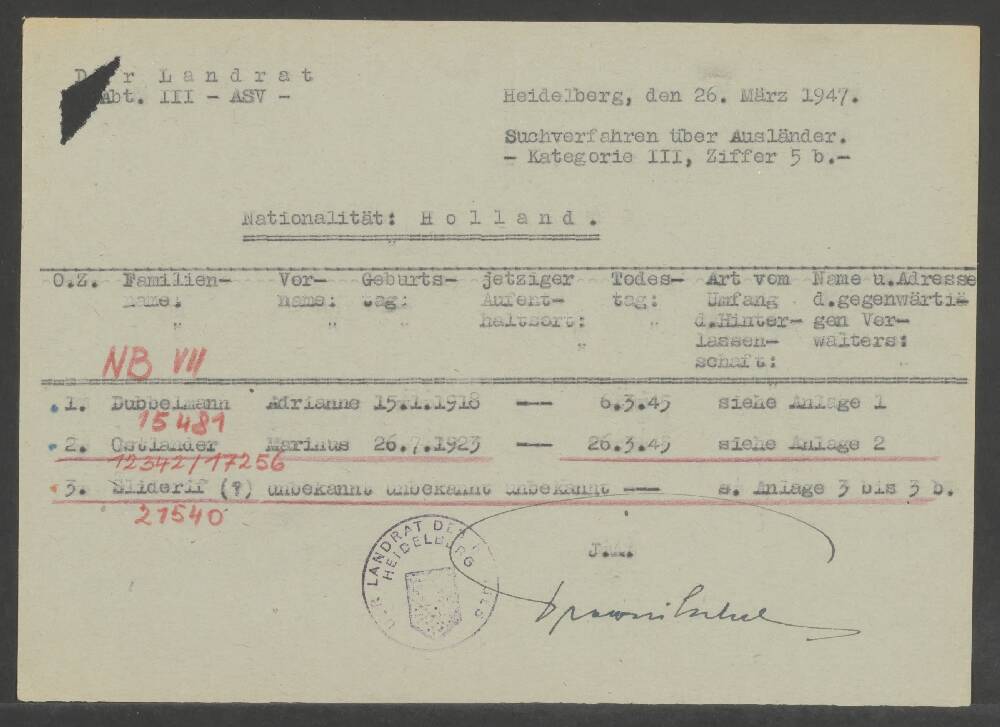 Der Landrat
Abt. III - ASV -
Heidelberg, den 26. März 1947.
Suchverfahren über Ausländer.
- Kategorie III, Ziffer 5 b.-
Nationalität: Holland.
O.Z. Familien- Vor- Geburts- jetziger Todes- Art vom Name u.Adresse
name: name: tag: Aufent- tag: Umfang d.gegenwärti-
" " " haltsort: " d.Hinter- gen Ver-
" lassen- walters:
schaft: "
NB VII
1. Dubbelmann Adrianne 15.1.1918 -- 6.3.45 siehe Anlage 1
15481
2. Ostlander Marinus 26.7.1923 -- 26.3.45 siehe Anlage 2
12342/17256
3. Sliderif (?) unbekannt unbekannt unbekannt --- s. Anlage 3 bis 3 b.
21540
J.A.
DER LANDRAT DES
HEIDELBERG